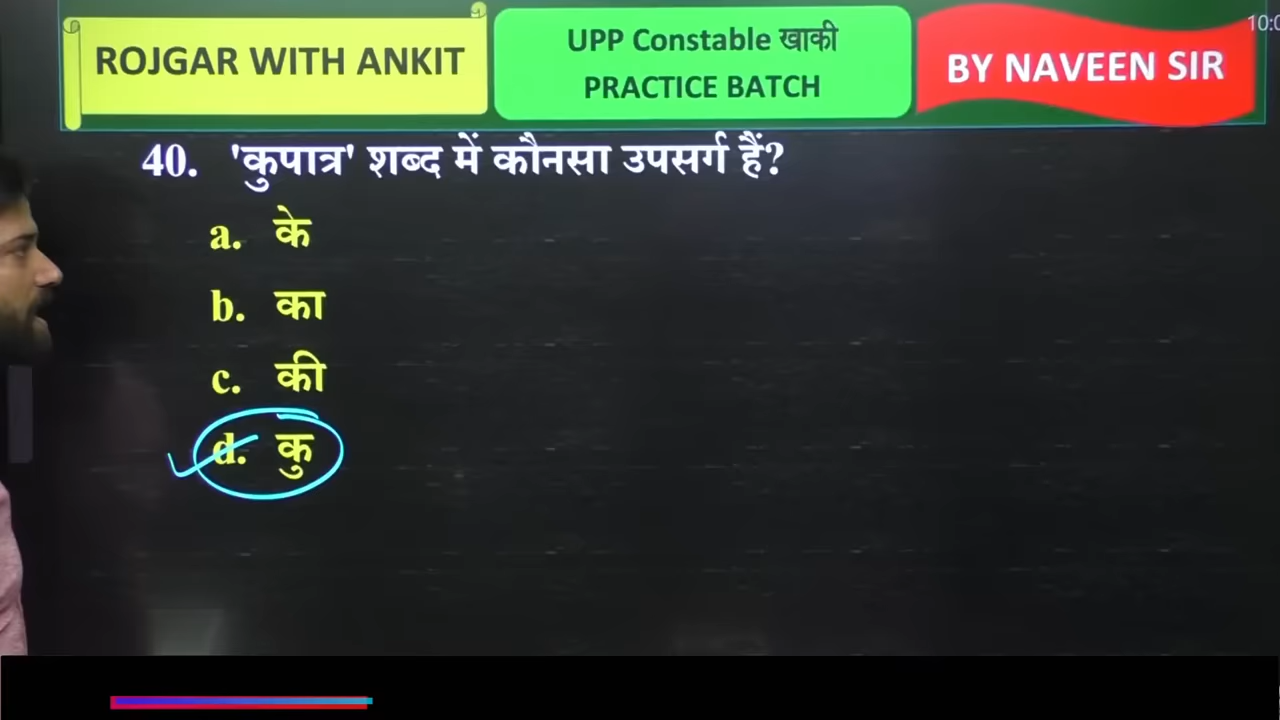 ROJGAR WITH ANKIT
UPP Constable खाकी
PRACTICE BATCH
BY NAVEEN SIR
40. 'कुपात्र' शब्द में कौनसा उपसर्ग हैं?
a. के
b. का
c. की
d. कु